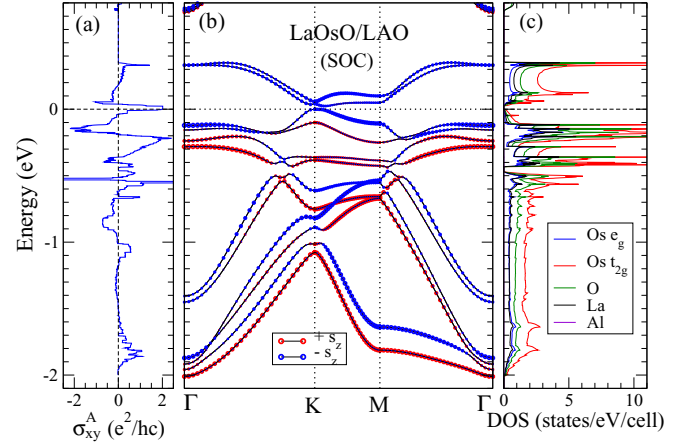 (a)
(b)
(c)
LaOsO/LAO
(SOC)
Energy (eV)
0
-1
-2
Os e_g
Os t_2g
O
La
Al
+ s_z
- s_z
-2 0 2
Γ K M Γ
0 5 10
σ^A_xy (e²/hc)
DOS (states/eV/cell)